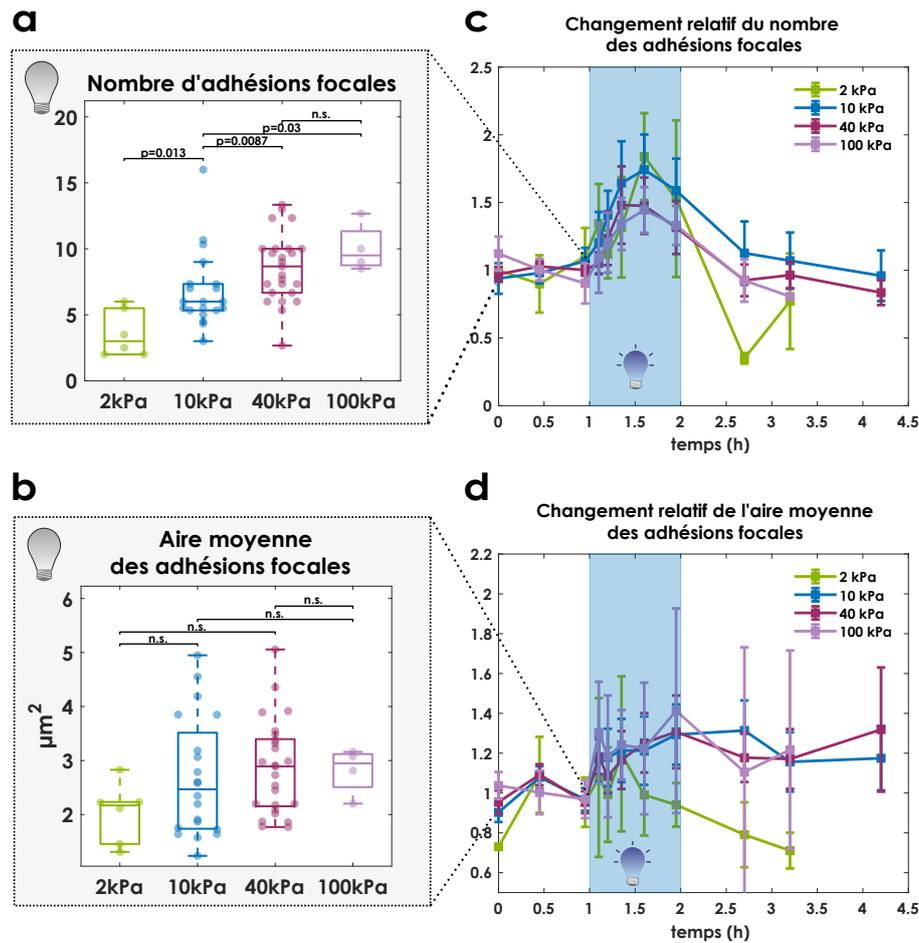 a
Nombre d'adhésions focales
20
15
10
5
0
p=0.013
p=0.0087
p=0.03
n.s.
2kPa
10kPa
40kPa
100kPa
c
Changement relatif du nombre
des adhésions focales
2.5
2
1.5
1
0.5
0
2 kPa
10 kPa
40 kPa
100 kPa
0
0.5
1
1.5
2
2.5
3
3.5
4
4.5
temps (h)
b
Aire moyenne
des adhésions focales
μm²
6
5
4
3
2
n.s.
n.s.
n.s.
n.s.
2kPa
10kPa
40kPa
100kPa
d
Changement relatif de l'aire moyenne
des adhésions focales
2.2
2
1.8
1.6
1.4
1.2
1
0.8
0.6
2 kPa
10 kPa
40 kPa
100 kPa
0
0.5
1
1.5
2
2.5
3
3.5
4
4.5
temps (h)